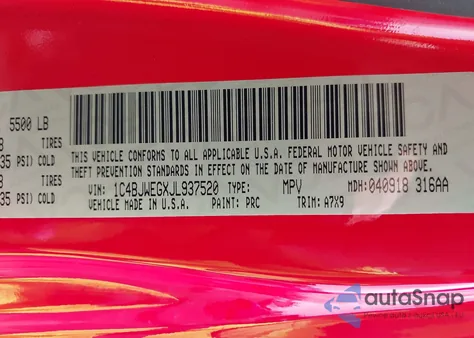 5500 LB
TIRES
35 PSI) COLD
TIRES
35 PSI) COLD
THIS VEHICLE CONFORMS TO ALL APPLICABLE U.S.A. FEDERAL MOTOR VEHICLE SAFETY AND
THEFT PREVENTION STANDARDS IN EFFECT ON THE DATE OF MANUFACTURE SHOWN ABOVE.
VIN: 1C4BJWEGXJL937520 TYPE: MPV MDH: 040918 316AA
VEHICLE MADE IN U.S.A. PAINT: PRC TRIM: A7X9
autoSnap